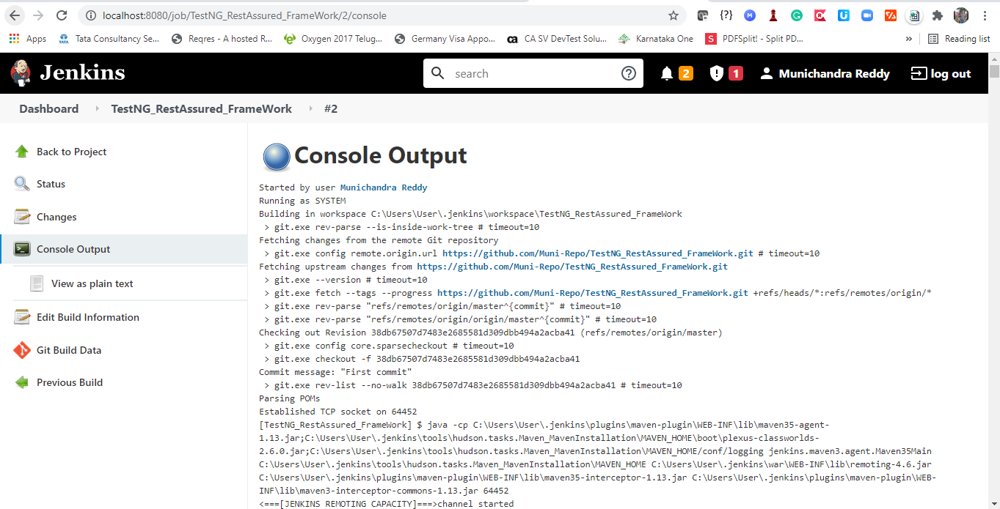 localhost:8080/job/TestNG_RestAssured_FrameWork/2/console
Apps Tata Consultancy Se... Reqres - A hosted R... Oxygen 2017 Telug... Germany Visa Appo... ca CA SV DevTest Solu... Karnataka One S PDFSplit! - Split PD... » Reading list
Jenkins search 2 1 Munichandra Reddy log out
Dashboard TestNG_RestAssured_FrameWork #2
Back to Project
Status
Changes
Console Output
View as plain text
Edit Build Information
Git Build Data
Previous Build
Console Output
Started by user Munichandra Reddy
Running as SYSTEM
Building in workspace C:\Users\User\.jenkins\workspace\TestNG_RestAssured_FrameWork
> git.exe rev-parse --is-inside-work-tree # timeout=10
Fetching changes from the remote Git repository
> git.exe config remote.origin.url https://github.com/Muni-Repo/TestNG_RestAssured_FrameWork.git # timeout=10
Fetching upstream changes from https://github.com/Muni-Repo/TestNG_RestAssured_FrameWork.git
> git.exe --version # timeout=10
> git.exe fetch --tags --progress https://github.com/Muni-Repo/TestNG_RestAssured_FrameWork.git +refs/heads/*:refs/remotes/origin/*
> git.exe rev-parse "refs/remotes/origin/master^{commit}" # timeout=10
> git.exe rev-parse "refs/remotes/origin/origin/master^{commit}" # timeout=10
Checking out Revision 38db67507d7483e2685581d309dbb494a2acba41 (refs/remotes/origin/master)
> git.exe config core.sparsecheckout # timeout=10
> git.exe checkout -f 38db67507d7483e2685581d309dbb494a2acba41
Commit message: "First commit"
> git.exe rev-list --no-walk 38db67507d7483e2685581d309dbb494a2acba41 # timeout=10
Parsing POMs
Established TCP socket on 64452
[TestNG_RestAssured_FrameWork] $ java -cp C:\Users\User\.jenkins\plugins\maven-plugin\WEB-INF\lib\maven35-agent-
1.13.jar;C:\Users\User\.jenkins\tools\hudson.tasks.Maven_MavenInstallation\MAVEN_HOME\boot\plexus-classworlds-
2.6.0.jar;C:\Users\User\.jenkins\tools\hudson.tasks.Maven_MavenInstallation\MAVEN_HOME/conf/logging jenkins.maven3.agent.Maven35Main
C:\Users\User\.jenkins\tools\hudson.tasks.Maven_MavenInstallation\MAVEN_HOME C:\Users\User\.jenkins\war\WEB-INF\lib\remoting-4.6.jar
C:\Users\User\.jenkins\plugins\maven-plugin\WEB-INF\lib\maven35-interceptor-1.13.jar C:\Users\User\.jenkins\plugins\maven-plugin\WEB-
INF\lib\maven3-interceptor-commons-1.13.jar 64452
<===[JENKINS REMOTING CAPACITY]===>channel started